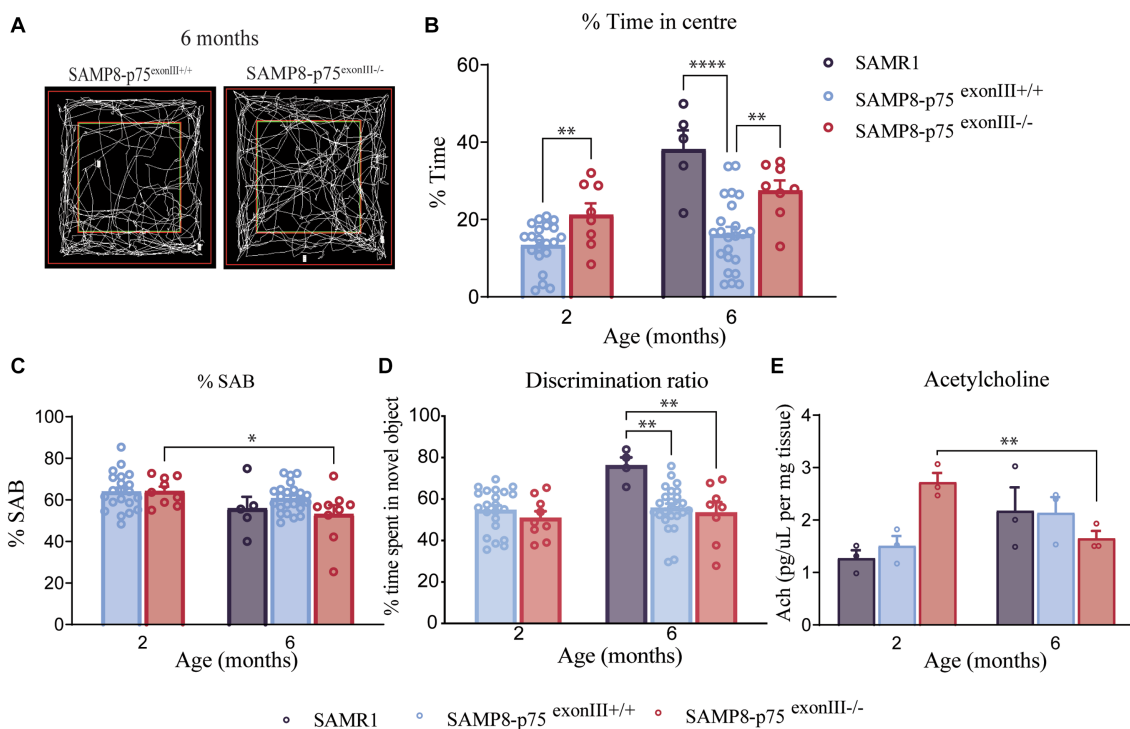 A
6 months
SAMP8-p75exonIII+/+
SAMP8-p75exonIII-/-
B
% Time in centre
60
40
20
0
% Time
****
**
**
2
6
Age (months)
SAMR1
SAMP8-p75 exonIII+/+
SAMP8-p75 exonIII-/-
C
% SAB
100
80
60
40
20
0
% SAB
*
2
6
Age (months)
D
Discrimination ratio
100
80
60
40
80
0
% time spent in novel object
**
**
2
6
Age (months)
E
Acetylcholine
4
3
2
1
0
Ach (pg/uL per mg tissue)
**
2
6
Age (months)
SAMR1
SAMP8-p75 exonIII+/+
SAMP8-p75 exonIII-/-